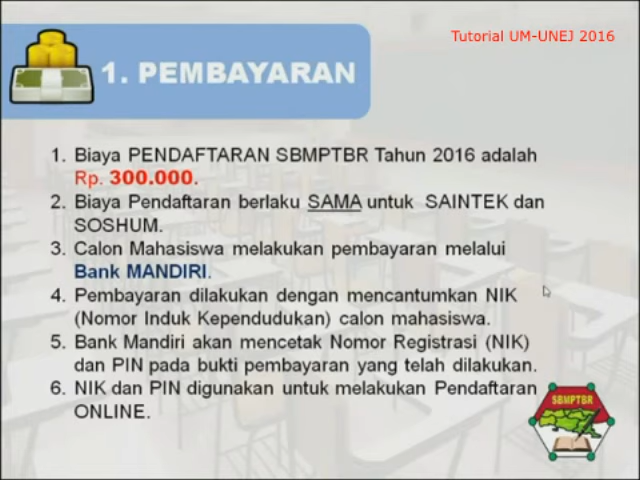 Tutorial UM-UNEJ 2016
1. PEMBAYARAN
1. Biaya PENDAFTARAN SBMPTBR Tahun 2016 adalah
Rp. 300.000.
2. Biaya Pendaftaran berlaku SAMA untuk SAINTEK dan
SOSHUM.
3. Calon Mahasiswa melakukan pembayaran melalui
Bank MANDIRI.
4. Pembayaran dilakukan dengan mencantumkan NIK
(Nomor Induk Kependudukan) calon mahasiswa.
5. Bank Mandiri akan mencetak Nomor Registrasi (NIK)
dan PIN pada bukti pembayaran yang telah dilakukan.
6. NIK dan PIN digunakan untuk melakukan Pendaftaran
ONLINE.
SBMPTBR